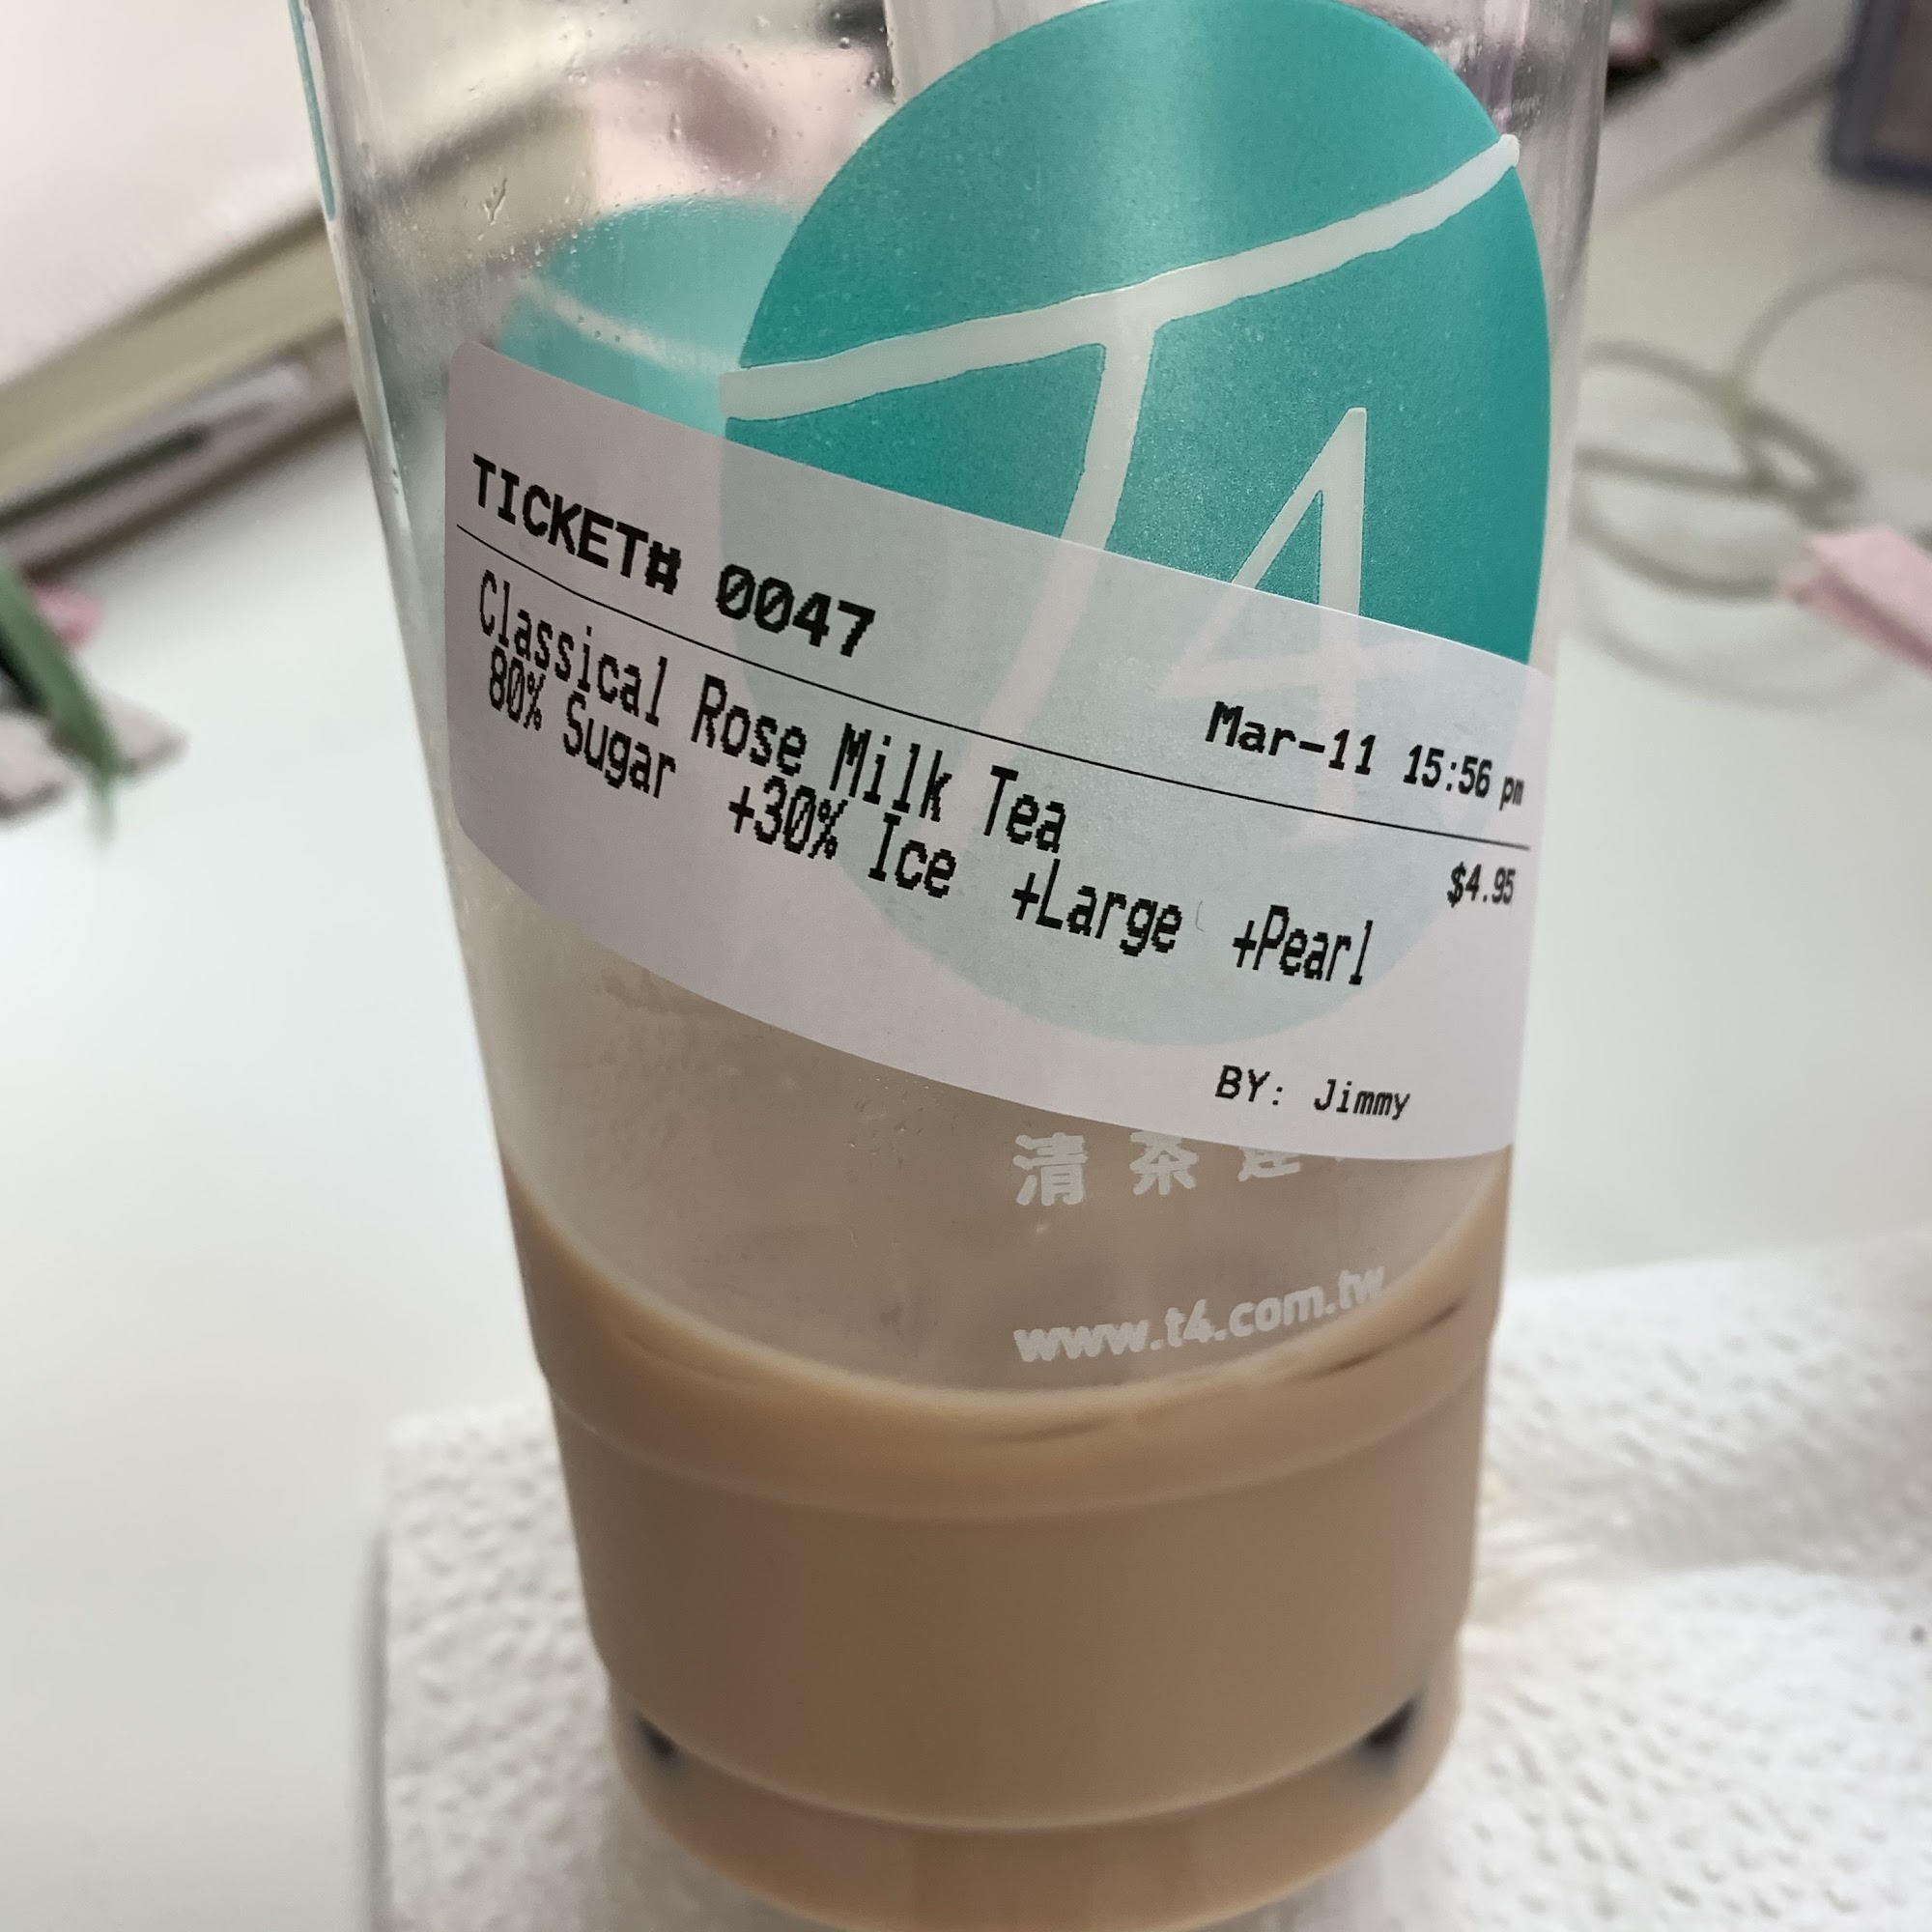 T4
TICKET# 0047
Mar-11 15:56 pm
Classical Rose Milk Tea $4.95
80% Sugar +30% Ice +Large +Pearl
BY: Jimmy
清茶
www.t4.com.tw